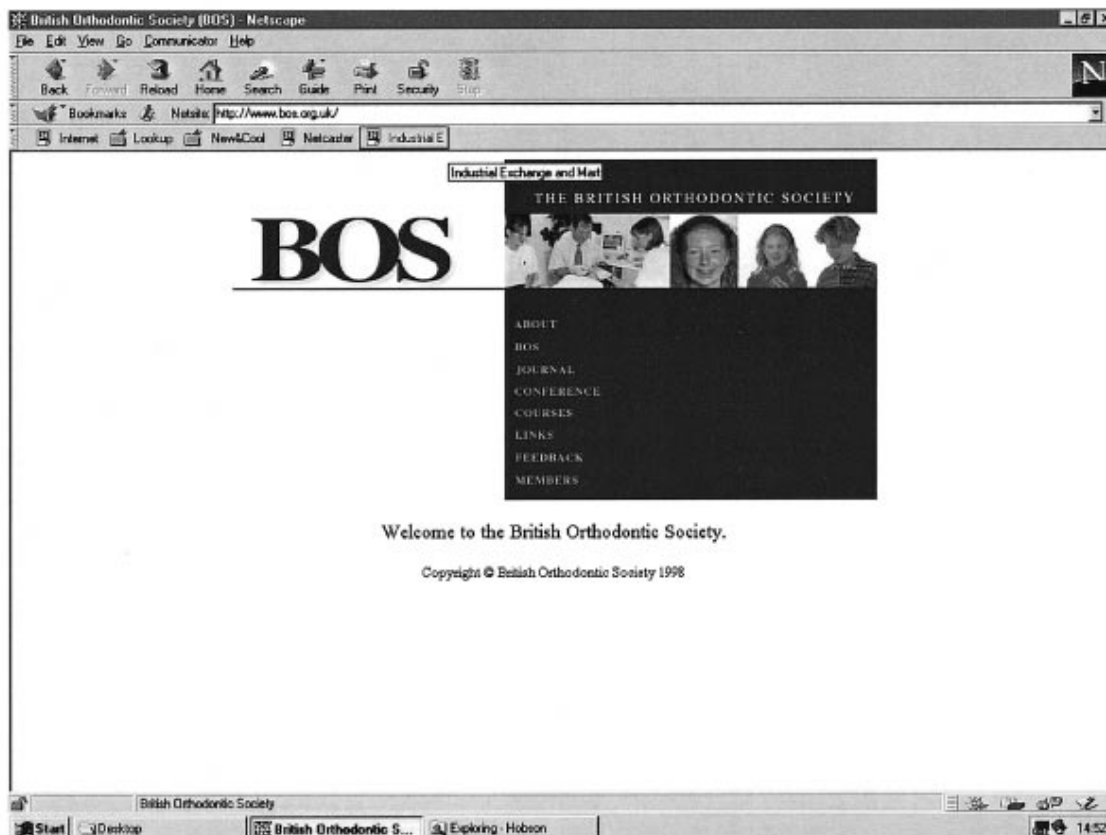 British Orthodontic Society (BOS) - Netscape
File Edit View Go Communicator Help
Back Forward Reload Home Search Guide Print Security Stop
N
Bookmarks Netsite: http://www.bos.org.uk/
Internet Lookup New&Cool Netcaster Industrial E
Industrial Exchange and Mart
THE BRITISH ORTHODONTIC SOCIETY
BOS
ABOUT
BOS
JOURNAL
CONFERENCE
COURSES
LINKS
FEEDBACK
MEMBERS
Welcome to the British Orthodontic Society.
Copyright © British Orthodontic Society 1998
British Orthodontic Society
Start Desktop British Orthodontic S... Exploring - Hobson 14:52